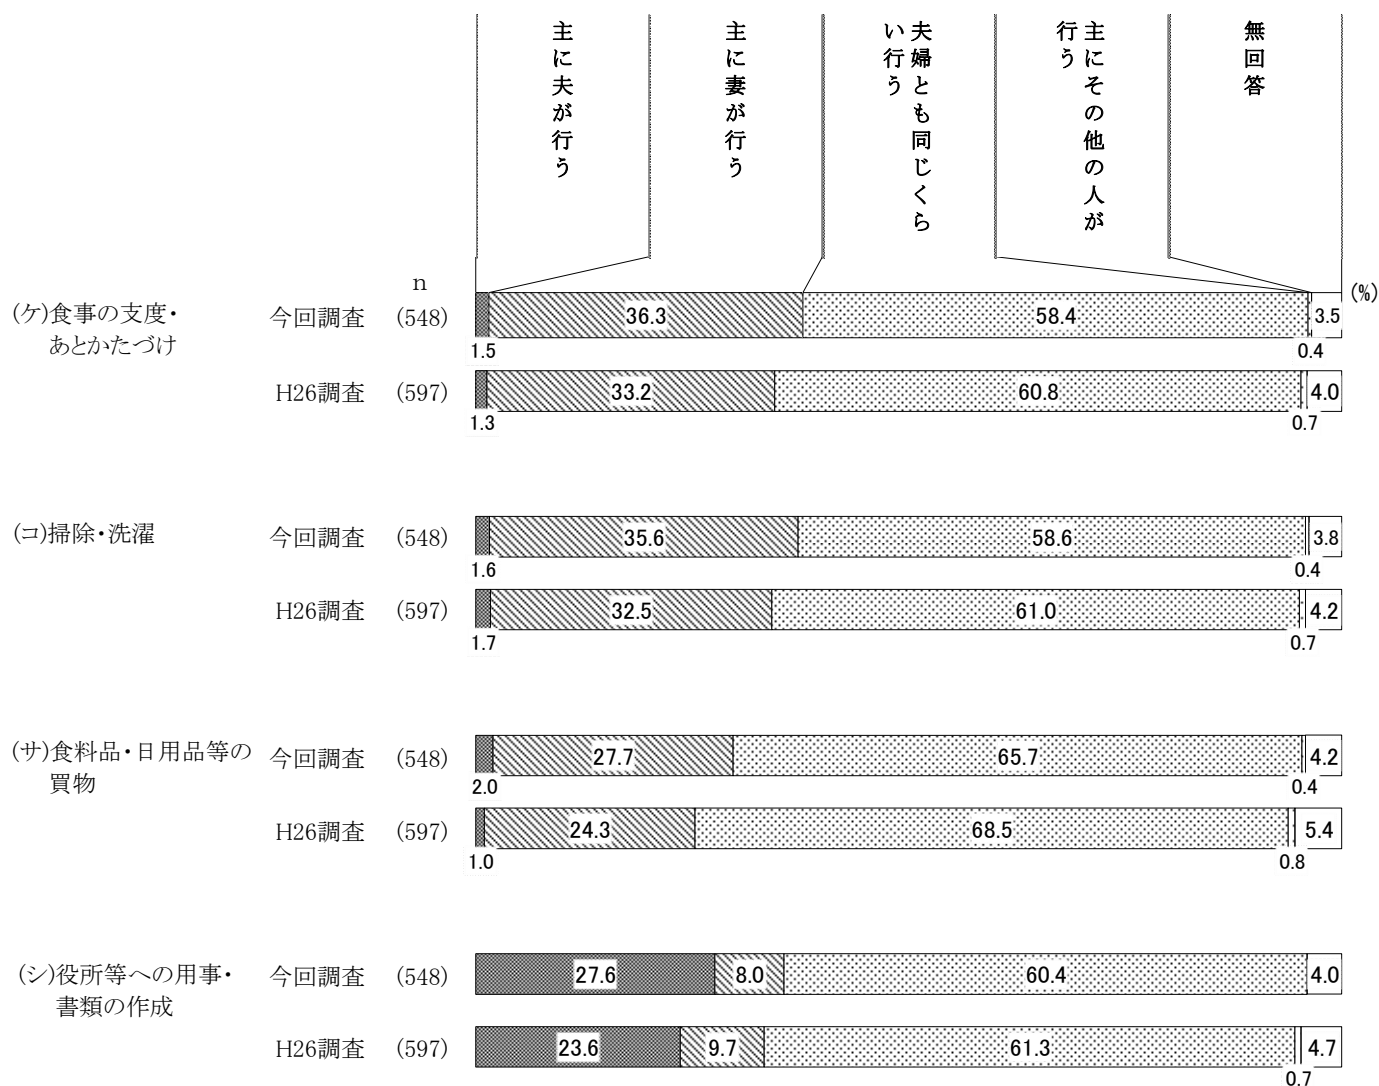 主に夫が行う
主に妻が行う
夫婦とも同じくら
い行う
主にその他の人が
行う
無回答
n
(%)
(ケ)食事の支度・
あとかたづけ
今回調査 (548)
36.3
58.4
3.5
1.5
0.4
H26調査 (597)
33.2
60.8
4.0
1.3
0.7
(コ)掃除・洗濯
今回調査 (548)
35.6
58.6
3.8
1.6
0.4
H26調査 (597)
32.5
61.0
4.2
1.7
0.7
(サ)食料品・日用品等の
買物
今回調査 (548)
27.7
65.7
4.2
2.0
0.4
H26調査 (597)
24.3
68.5
5.4
1.0
0.8
(シ)役所等への用事・
書類の作成
今回調査 (548)
27.6
8.0
60.4
4.0
H26調査 (597)
23.6
9.7
61.3
4.7
0.7